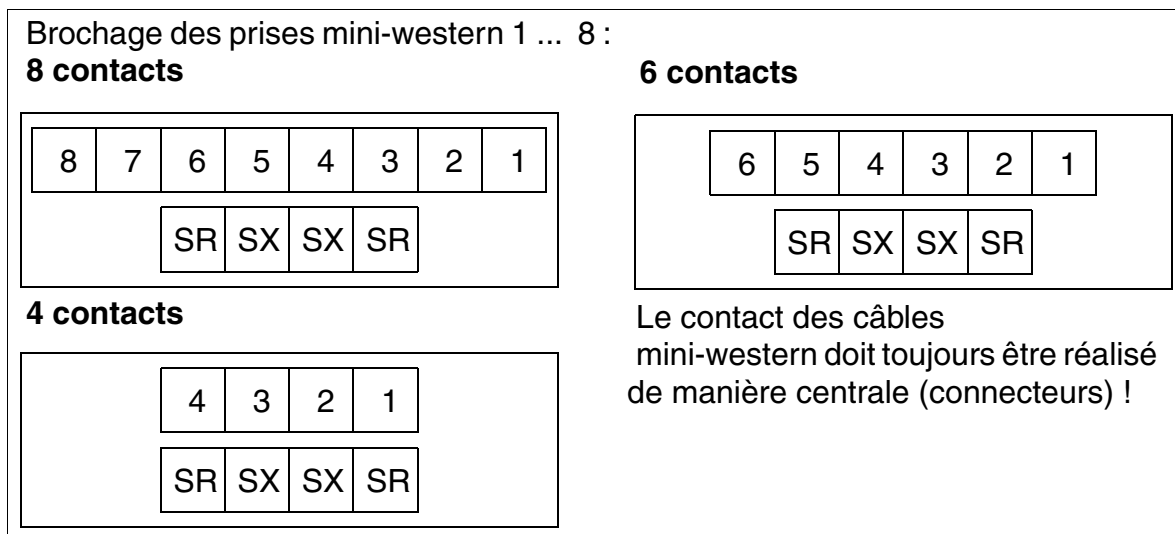 Brochage des prises mini-western 1 ... 8 :
8 contacts
8 7 6 5 4 3 2 1
SR SX SX SR
4 contacts
4 3 2 1
SR SX SX SR
6 contacts
6 5 4 3 2 1
SR SX SX SR
Le contact des câbles
mini-western doit toujours être réalisé
de manière centrale (connecteurs) !